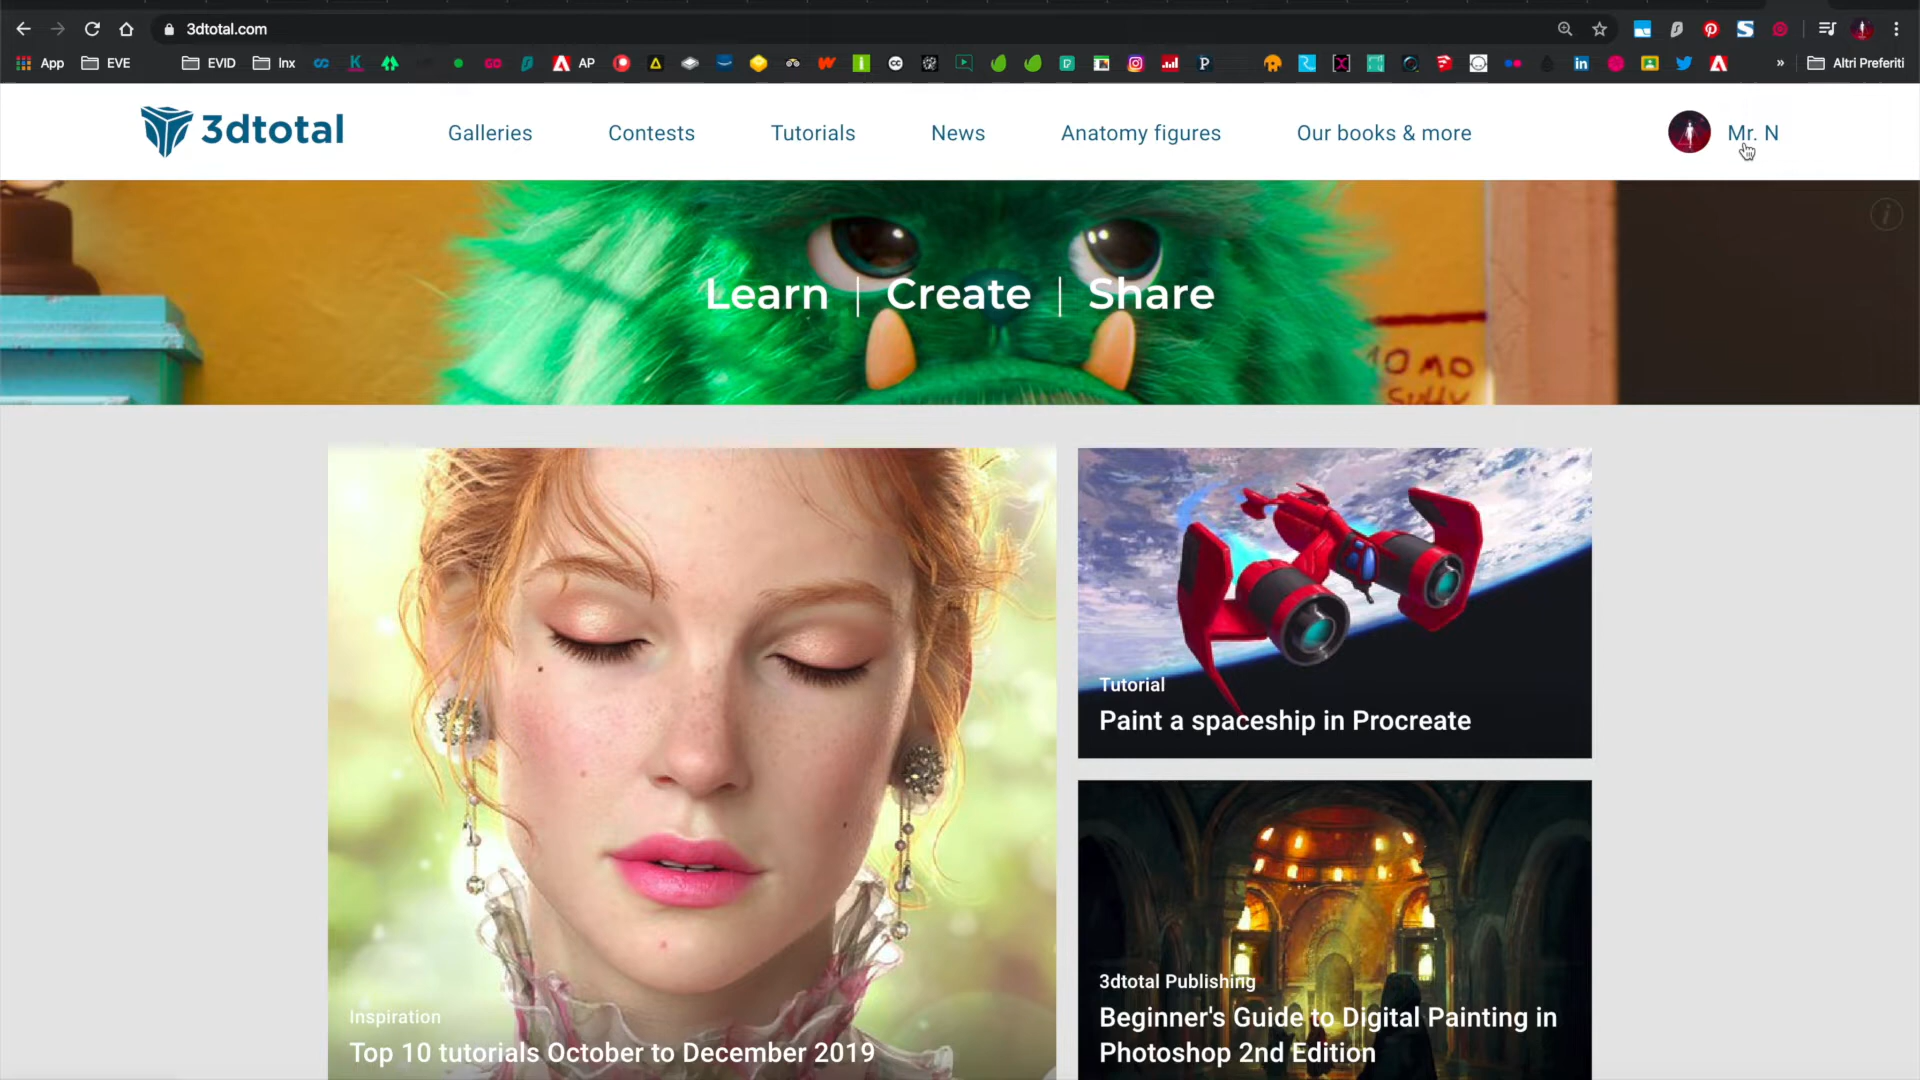 3dtotal.com
App
EVE
EVID
Inx
AP
Altri Preferiti
3dtotal
Galleries
Contests
Tutorials
News
Anatomy figures
Our books & more
Mr. N
Learn | Create | Share
Tutorial
Paint a spaceship in Procreate
3dtotal Publishing
Beginner's Guide to Digital Painting in
Photoshop 2nd Edition
Inspiration
Top 10 tutorials October to December 2019